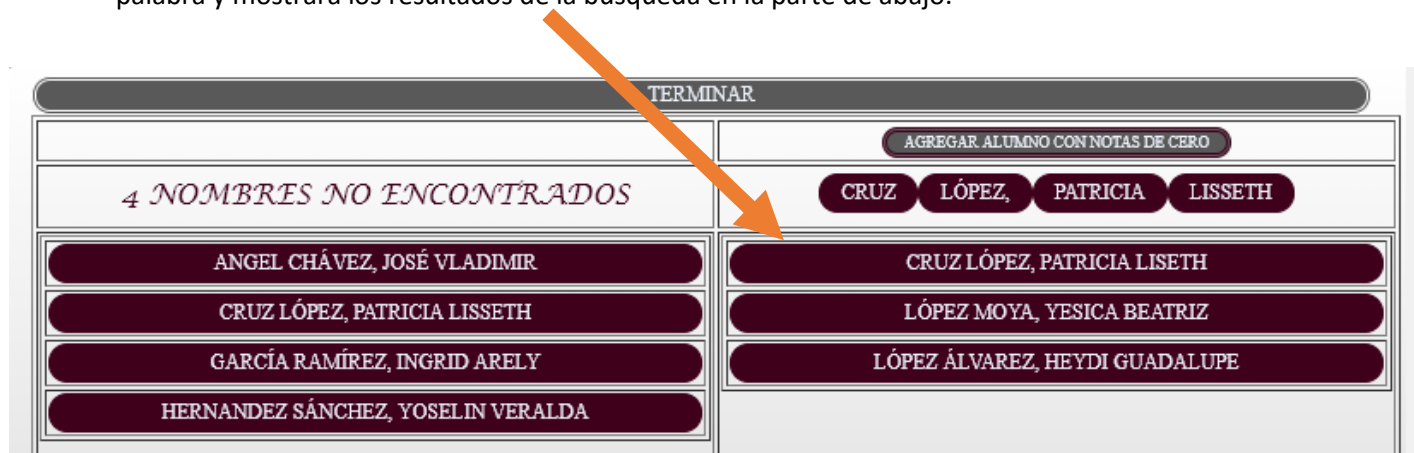 palabra y mostrara los resultados de la búsqueda en la parte de abajo.
TERMINAR
AGREGAR ALUMNO CON NOTAS DE CERO
4 NOMBRES NO ENCONTRADOS
CRUZ LÓPEZ, PATRICIA LISSETH
ANGEL CHÁVEZ, JOSÉ VLADIMIR
CRUZ LÓPEZ, PATRICIA LISSETH
GARCÍA RAMÍREZ, INGRID ARELY
HERNANDEZ SÁNCHEZ, YOSELIN VERALDA
CRUZ LÓPEZ, PATRICIA LISETH
LÓPEZ MOYA, YESICA BEATRIZ
LÓPEZ ÁLVAREZ, HEYDI GUADALUPE